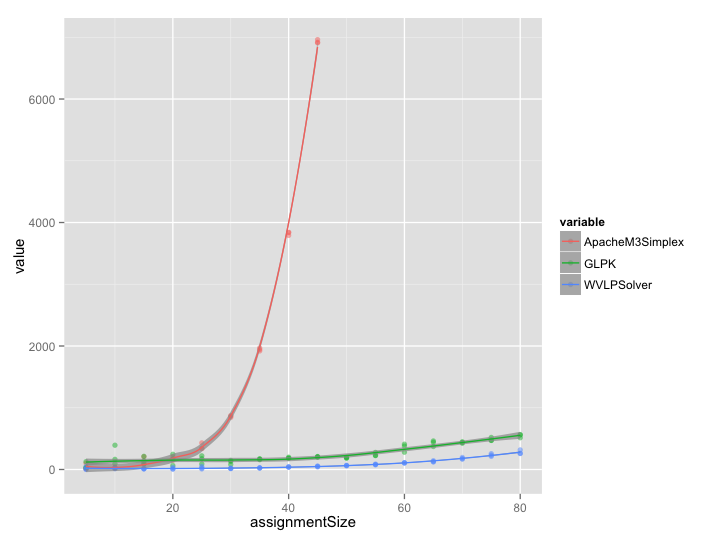 6000
4000
2000
0
value
20
40
60
80
assignmentSize
variable
ApacheM3Simplex
GLPK
WVLPSolver